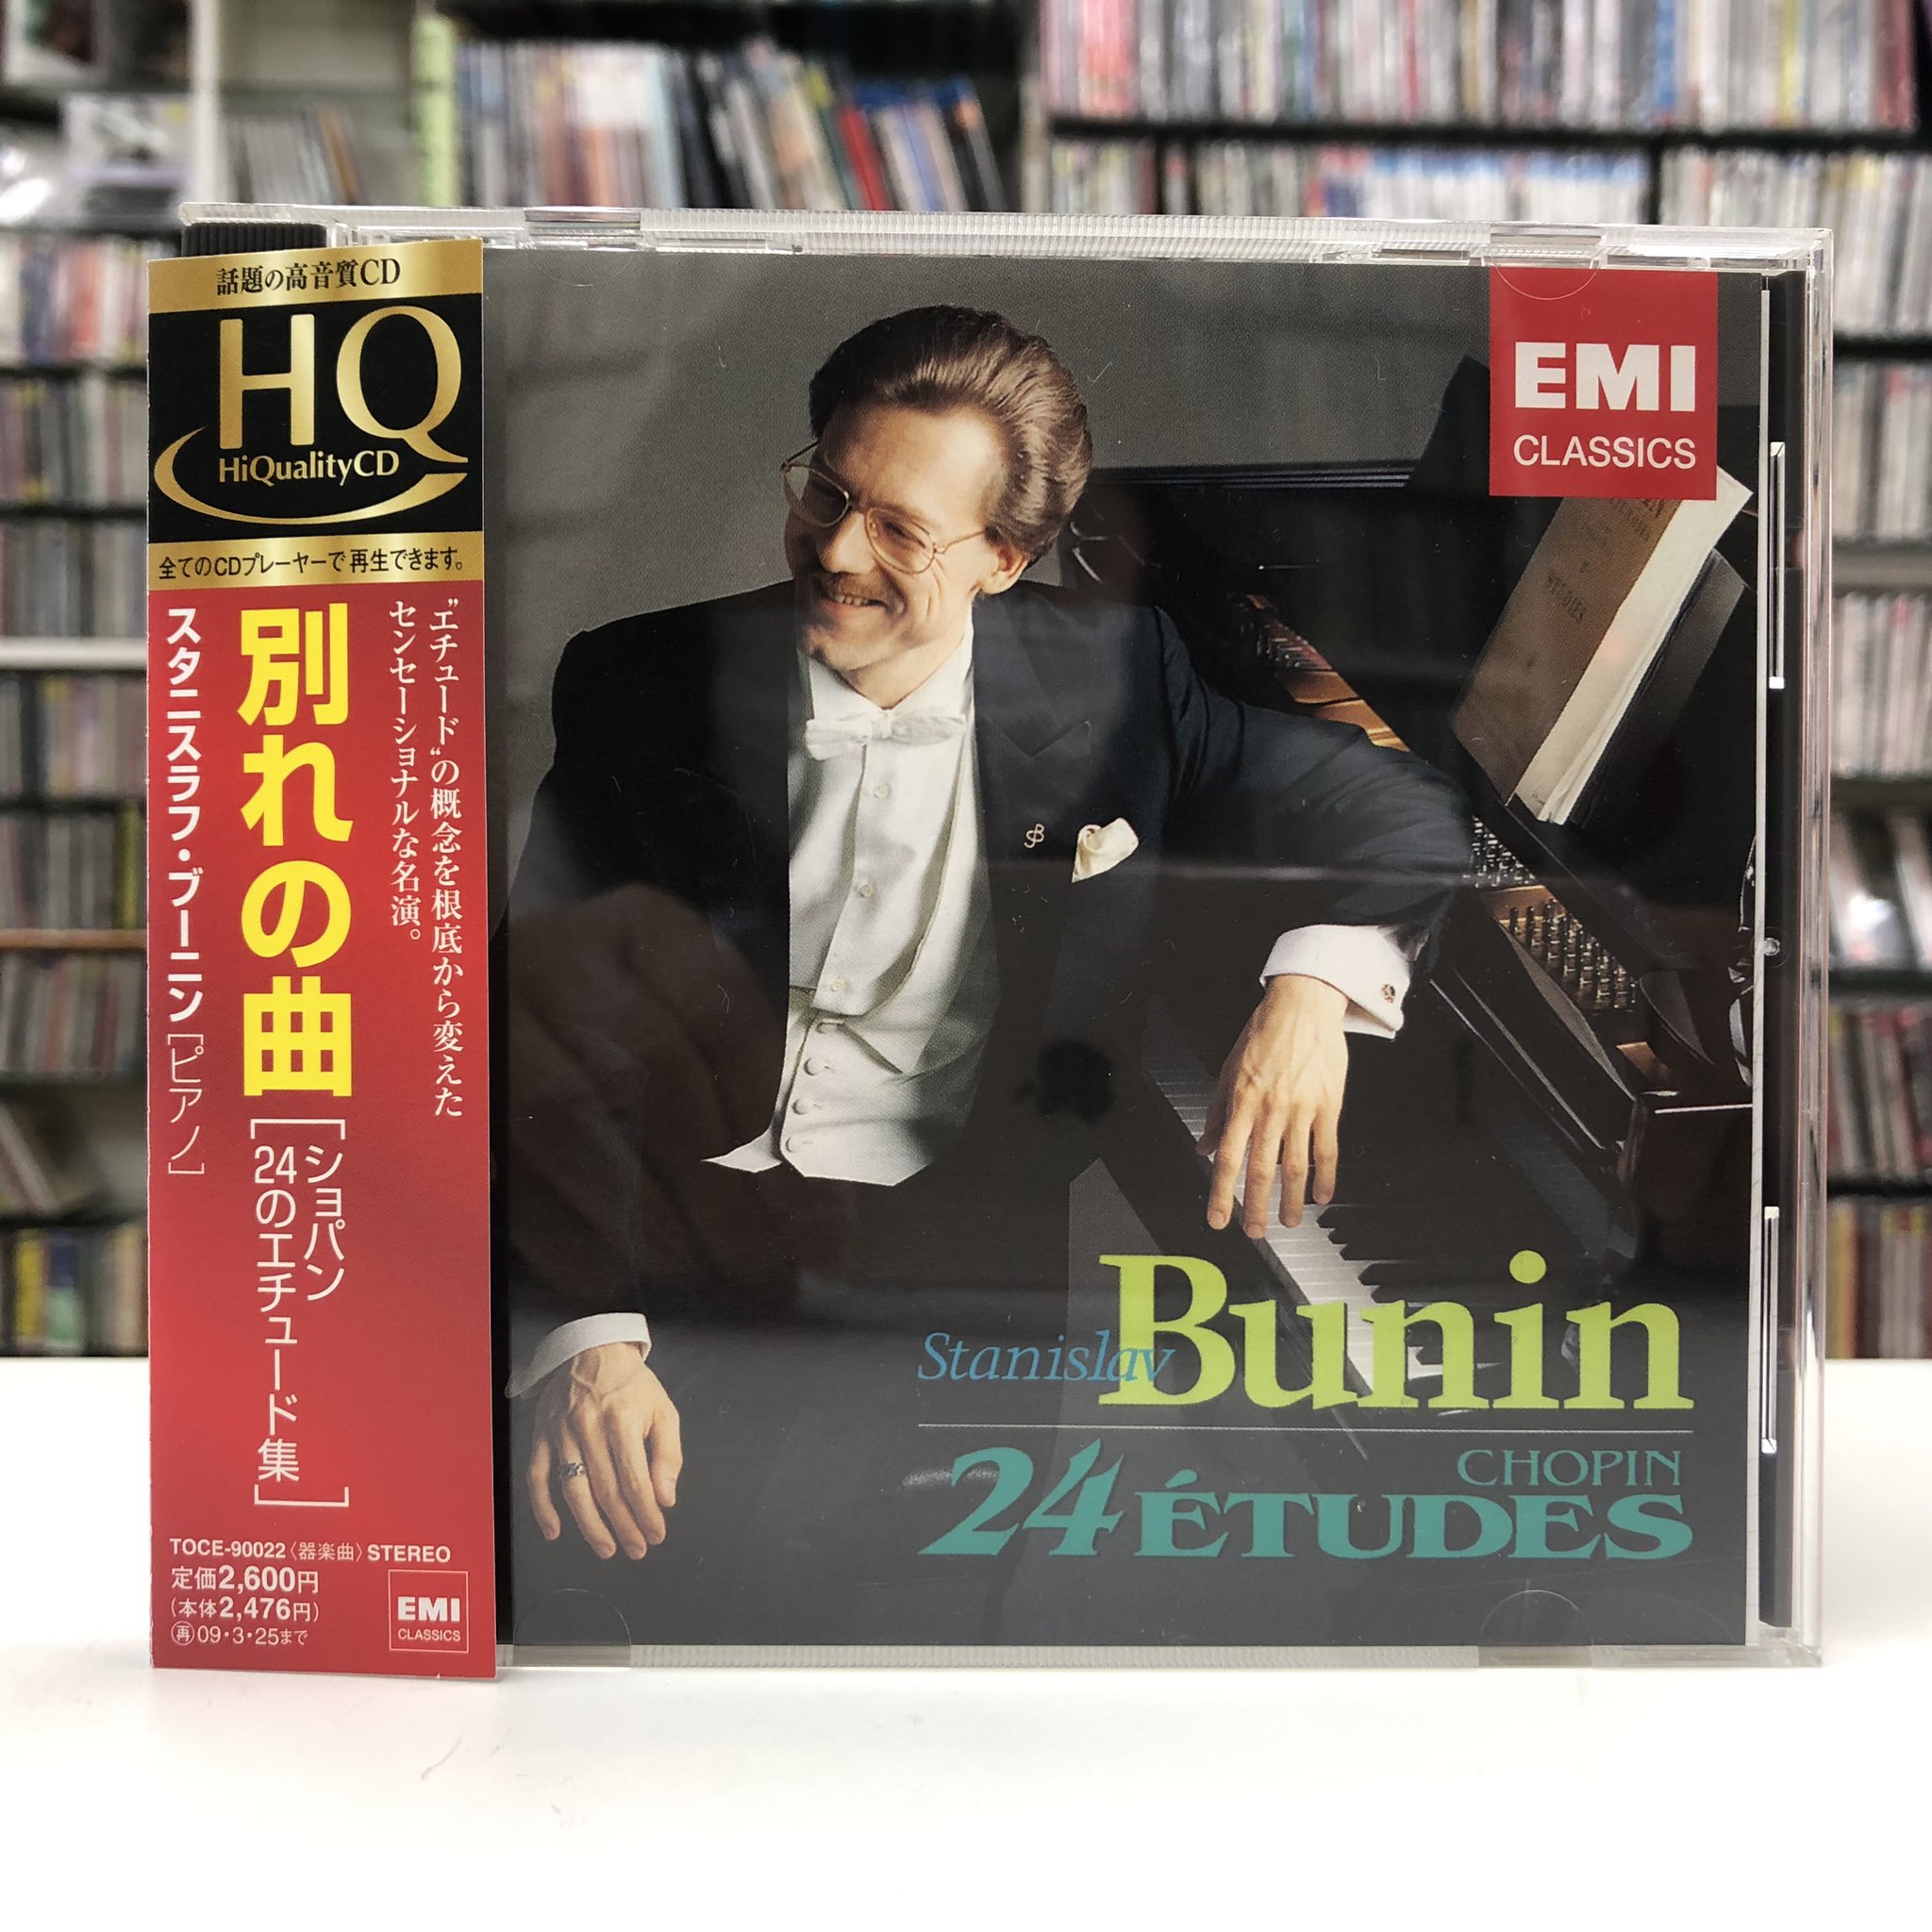 話題の高音質CD
HQ
HiQualityCD
全てのCDプレーヤーで再生できます。
"エチュード"の概念を根底から変えた
センセーショナルな名演。
別れの曲
[ショパン
24のエチュード集]
スタニスラフ・ブーニン[ピアノ]
TOCE-90022〈器楽曲〉STEREO
定価2,600円
(本体2,476円)
再09・3・25まで
EMI
CLASSICS
EMI
CLASSICS
Stanislav Bunin
CHOPIN
24 ÉTUDES